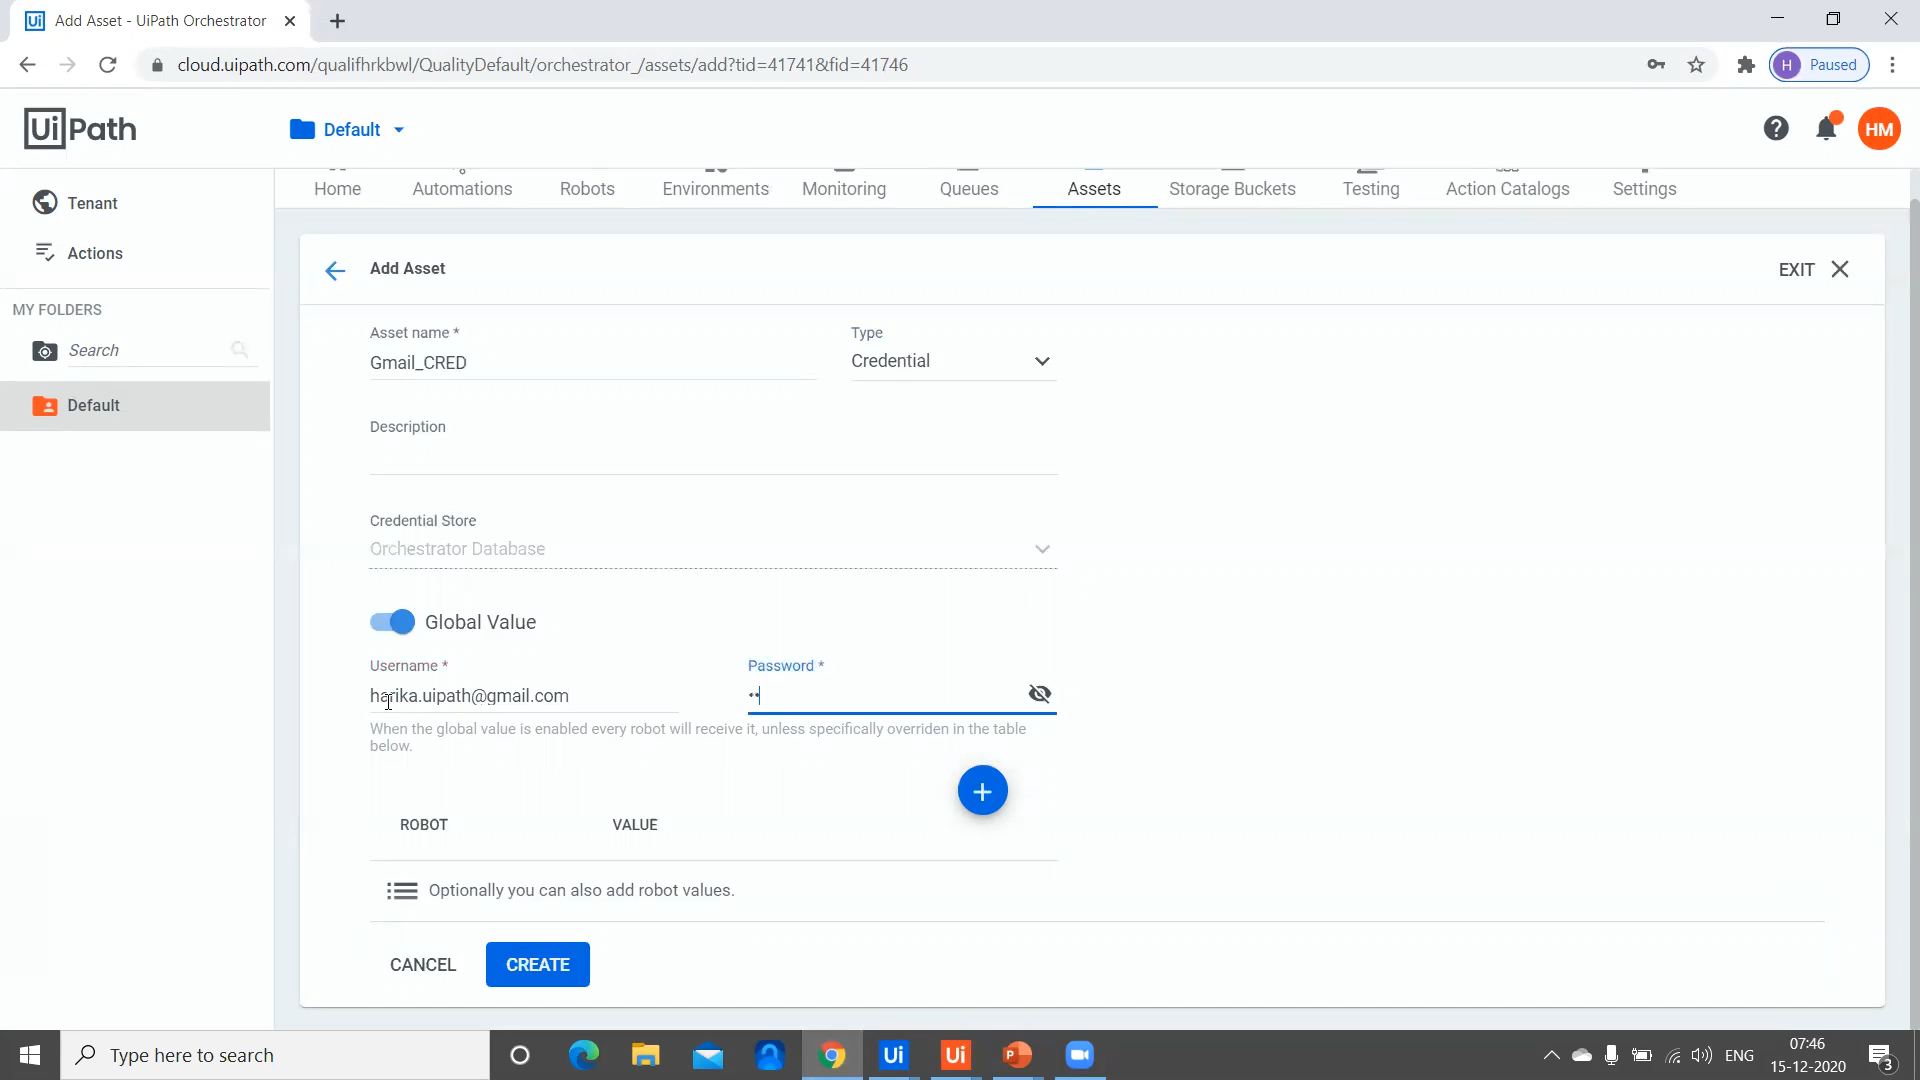 Ui Add Asset - UiPath Orchestrator
cloud.uipath.com/qualifhrkbwl/QualityDefault/orchestrator_/assets/add?tid=41741&fid=41746
H Paused
UiPath
Default
HM
Tenant
Actions
MY FOLDERS
Search
Default
Home Automations Robots Environments Monitoring Queues Assets Storage Buckets Testing Action Catalogs Settings
Add Asset
EXIT
Asset name *
Gmail_CRED
Type
Credential
Description
Credential Store
Orchestrator Database
Global Value
Username *
harika.uipath@gmail.com
Password *
••
When the global value is enabled every robot will receive it, unless specifically overriden in the table
below.
ROBOT VALUE
Optionally you can also add robot values.
CANCEL CREATE
Type here to search
Ui Ui P
ENG
07:46
15-12-2020
3